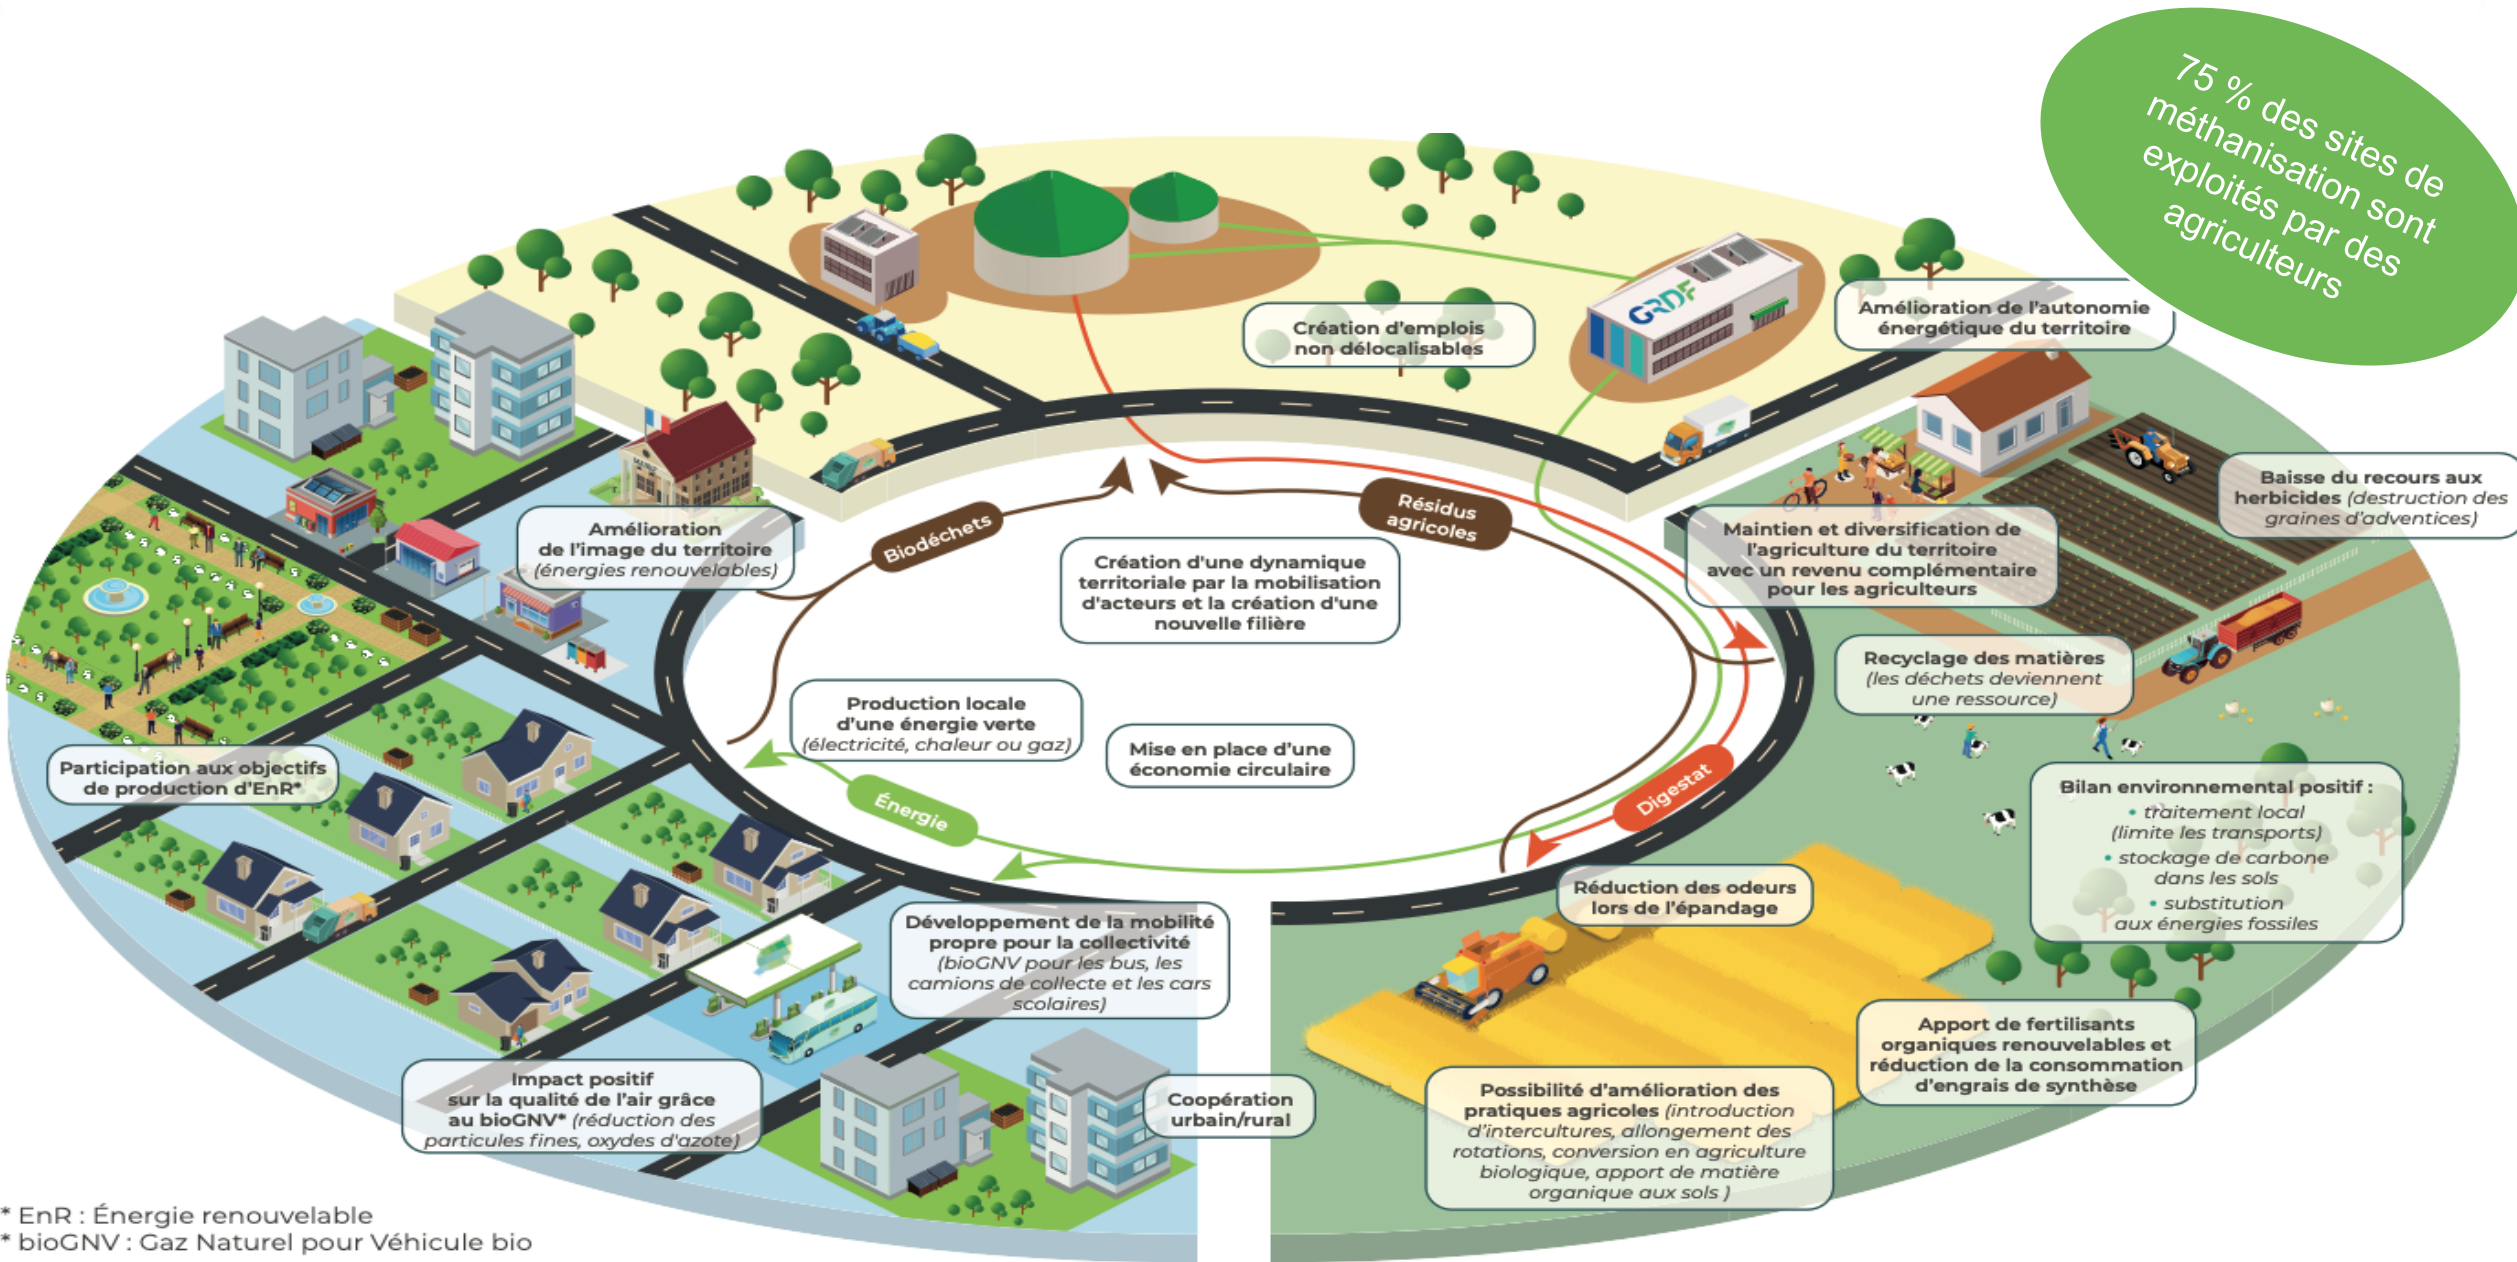 75 % des sites de
méthanisation sont
exploités par des
agriculteurs
GRDF
Création d'emplois
non délocalisables
Amélioration de l'autonomie
énergétique du territoire
Baisse du recours aux
herbicides (destruction des
graines d'adventices)
Amélioration
de l'image du territoire
(énergies renouvelables)
Biodéchets
Résidus
agricoles
Création d'une dynamique
territoriale par la mobilisation
d'acteurs et la création d'une
nouvelle filière
Maintien et diversification de
l'agriculture du territoire
avec un revenu complémentaire
pour les agriculteurs
Recyclage des matières
(les déchets deviennent
une ressource)
Production locale
d'une énergie verte
(électricité, chaleur ou gaz)
Mise en place d'une
économie circulaire
Participation aux objectifs
de production d'EnR*
Énergie
Digestat
Bilan environnemental positif :
• traitement local
(limite les transports)
• stockage de carbone
dans les sols
• substitution
aux énergies fossiles
Réduction des odeurs
lors de l'épandage
Développement de la mobilité
propre pour la collectivité
(bioGNV pour les bus, les
camions de collecte et les cars
scolaires)
Apport de fertilisants
organiques renouvelables et
réduction de la consommation
d'engrais de synthèse
Impact positif
sur la qualité de l'air grâce
au bioGNV* (réduction des
particules fines, oxydes d'azote)
Coopération
urbain/rural
Possibilité d'amélioration des
pratiques agricoles (introduction
d'intercultures, allongement des
rotations, conversion en agriculture
biologique, apport de matière
organique aux sols )
* EnR : Énergie renouvelable
* bioGNV : Gaz Naturel pour Véhicule bio